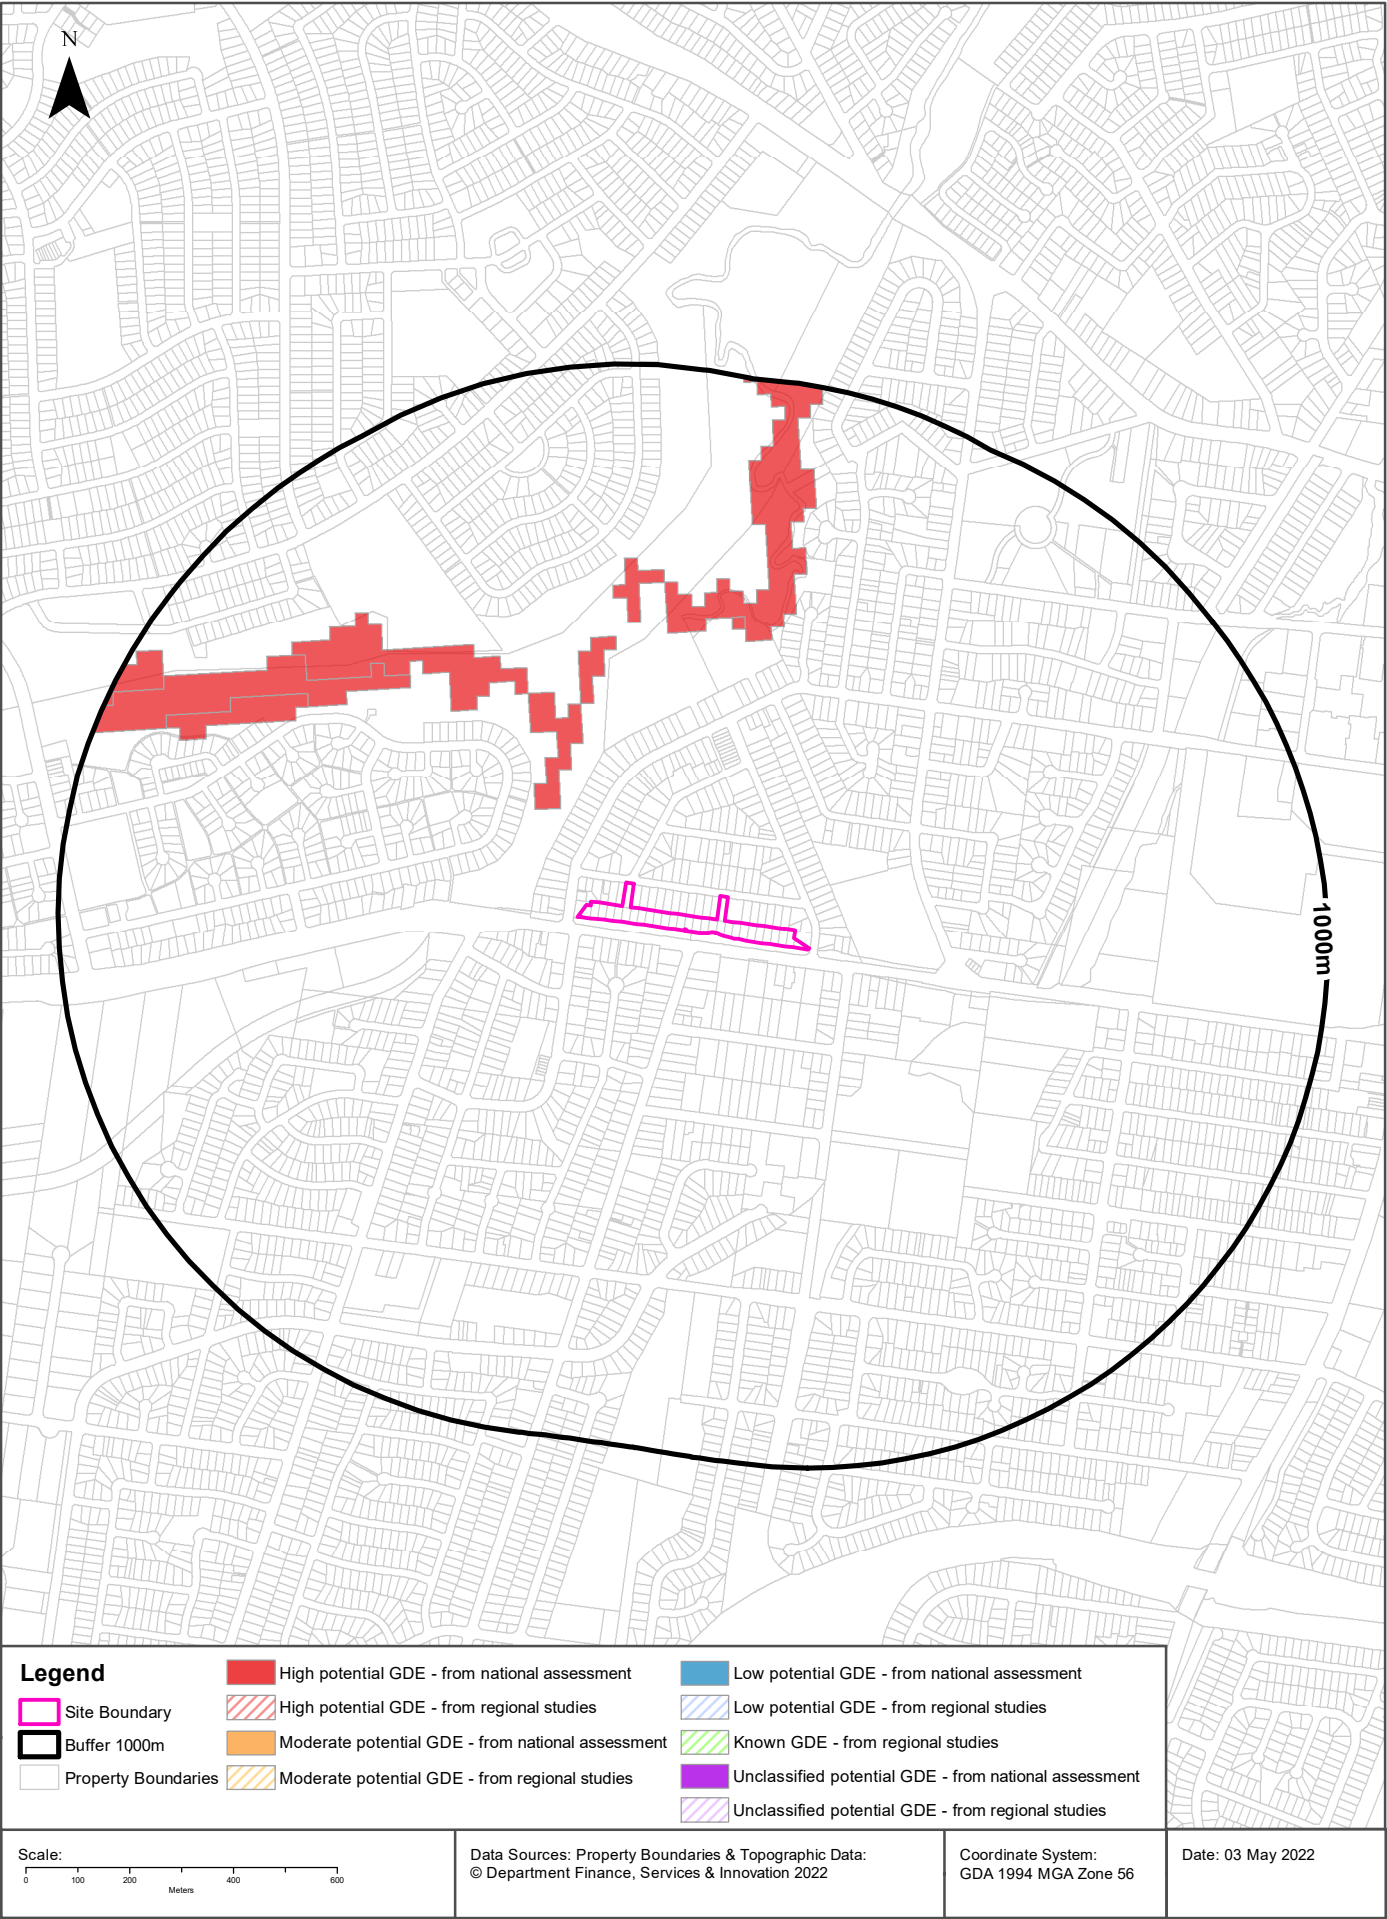 N
1000m
Legend
Site Boundary
Buffer 1000m
Property Boundaries
High potential GDE - from national assessment
High potential GDE - from regional studies
Moderate potential GDE - from national assessment
Moderate potential GDE - from regional studies
Low potential GDE - from national assessment
Low potential GDE - from regional studies
Known GDE - from regional studies
Unclassified potential GDE - from national assessment
Unclassified potential GDE - from regional studies
Scale:
0 100 200 400 600
Meters
Data Sources: Property Boundaries & Topographic Data:
© Department Finance, Services & Innovation 2022
Coordinate System:
GDA 1994 MGA Zone 56
Date: 03 May 2022